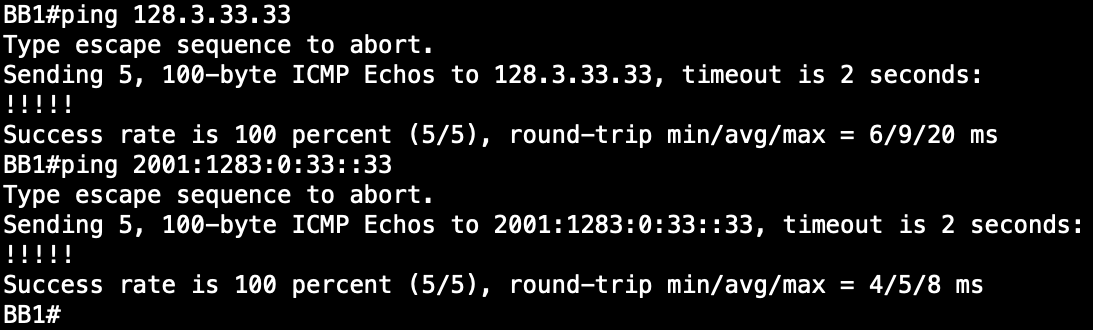 BB1#ping 128.3.33.33
Type escape sequence to abort.
Sending 5, 100-byte ICMP Echos to 128.3.33.33, timeout is 2 seconds:
!!!!!
Success rate is 100 percent (5/5), round-trip min/avg/max = 6/9/20 ms
BB1#ping 2001:1283:0:33::33
Type escape sequence to abort.
Sending 5, 100-byte ICMP Echos to 2001:1283:0:33::33, timeout is 2 seconds:
!!!!!
Success rate is 100 percent (5/5), round-trip min/avg/max = 4/5/8 ms
BB1#